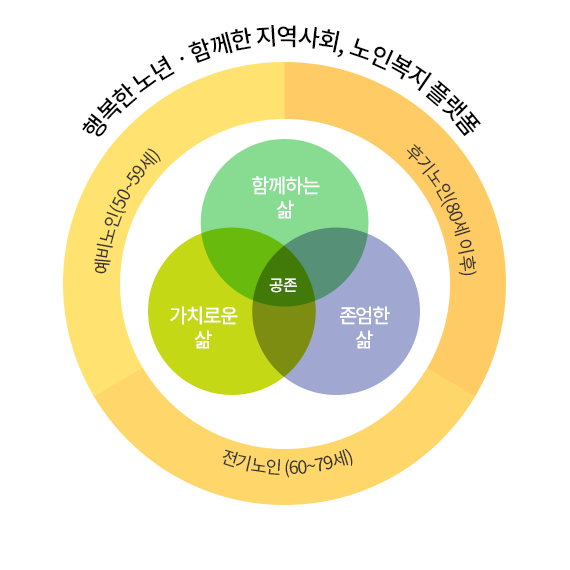 행복한 노년 · 함께한 지역사회, 노인복지 플랫폼
예비노인(50~59세)
후기노인(80세 이후)
함께하는
삶
공존
가치로운
삶
존엄한
삶
전기노인 (60~79세)